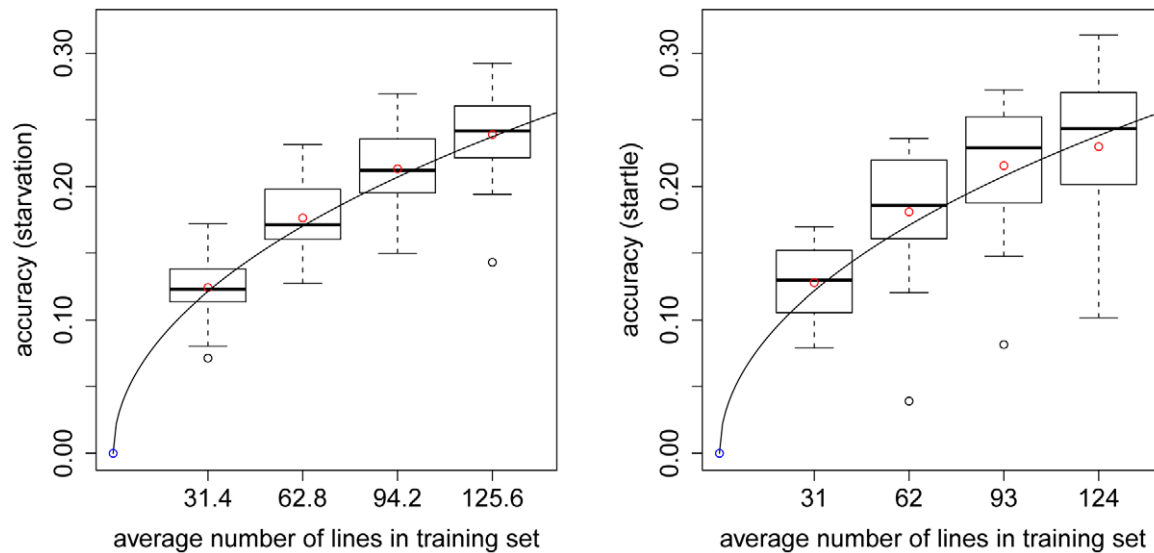 accuracy (starvation)
0.30
0.20
0.10
0.00
31.4 62.8 94.2 125.6
average number of lines in training set
accuracy (startle)
0.30
0.20
0.10
0.00
31 62 93 124
average number of lines in training set